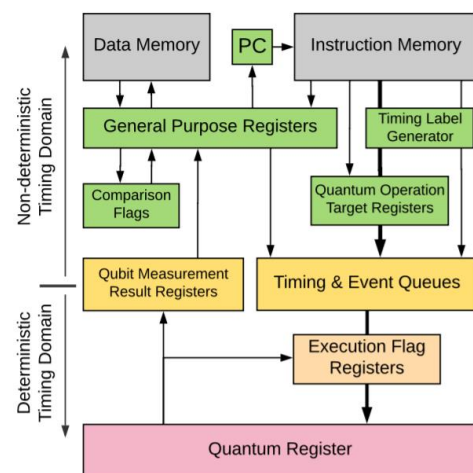 Data Memory
PC
Instruction Memory
General Purpose Registers
Timing Label
Generator
Comparison
Flags
Quantum Operation
Target Registers
Qubit Measurement
Result Registers
Timing & Event Queues
Execution Flag
Registers
Quantum Register
Non-deterministic
Timing Domain
Deterministic
Timing Domain